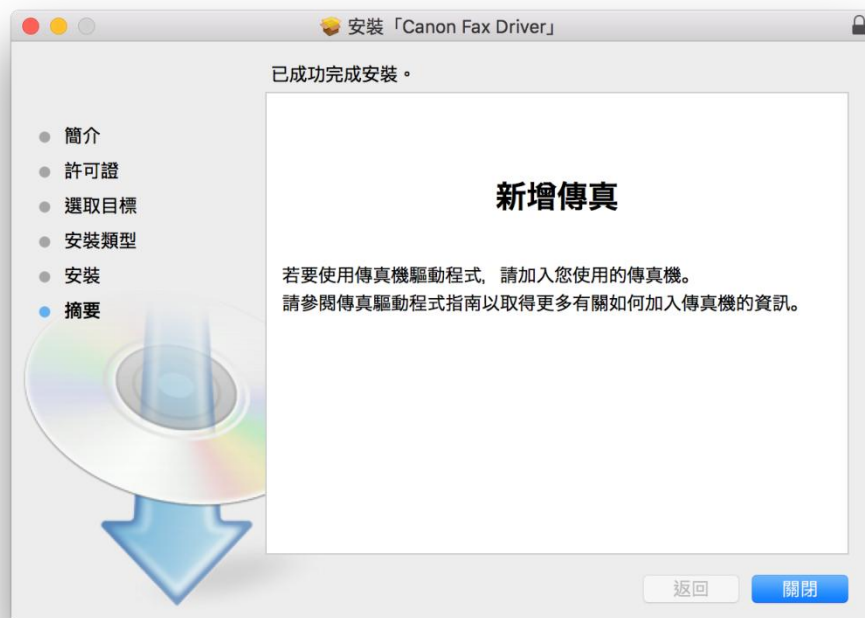 安裝「Canon Fax Driver」
已成功完成安裝。
簡介
許可證
選取目標
安裝類型
安裝
摘要
新增傳真
若要使用傳真機驅動程式，請加入您使用的傳真機。
請參閱傳真驅動程式指南以取得更多有關如何加入傳真機的資訊。
返回
關閉